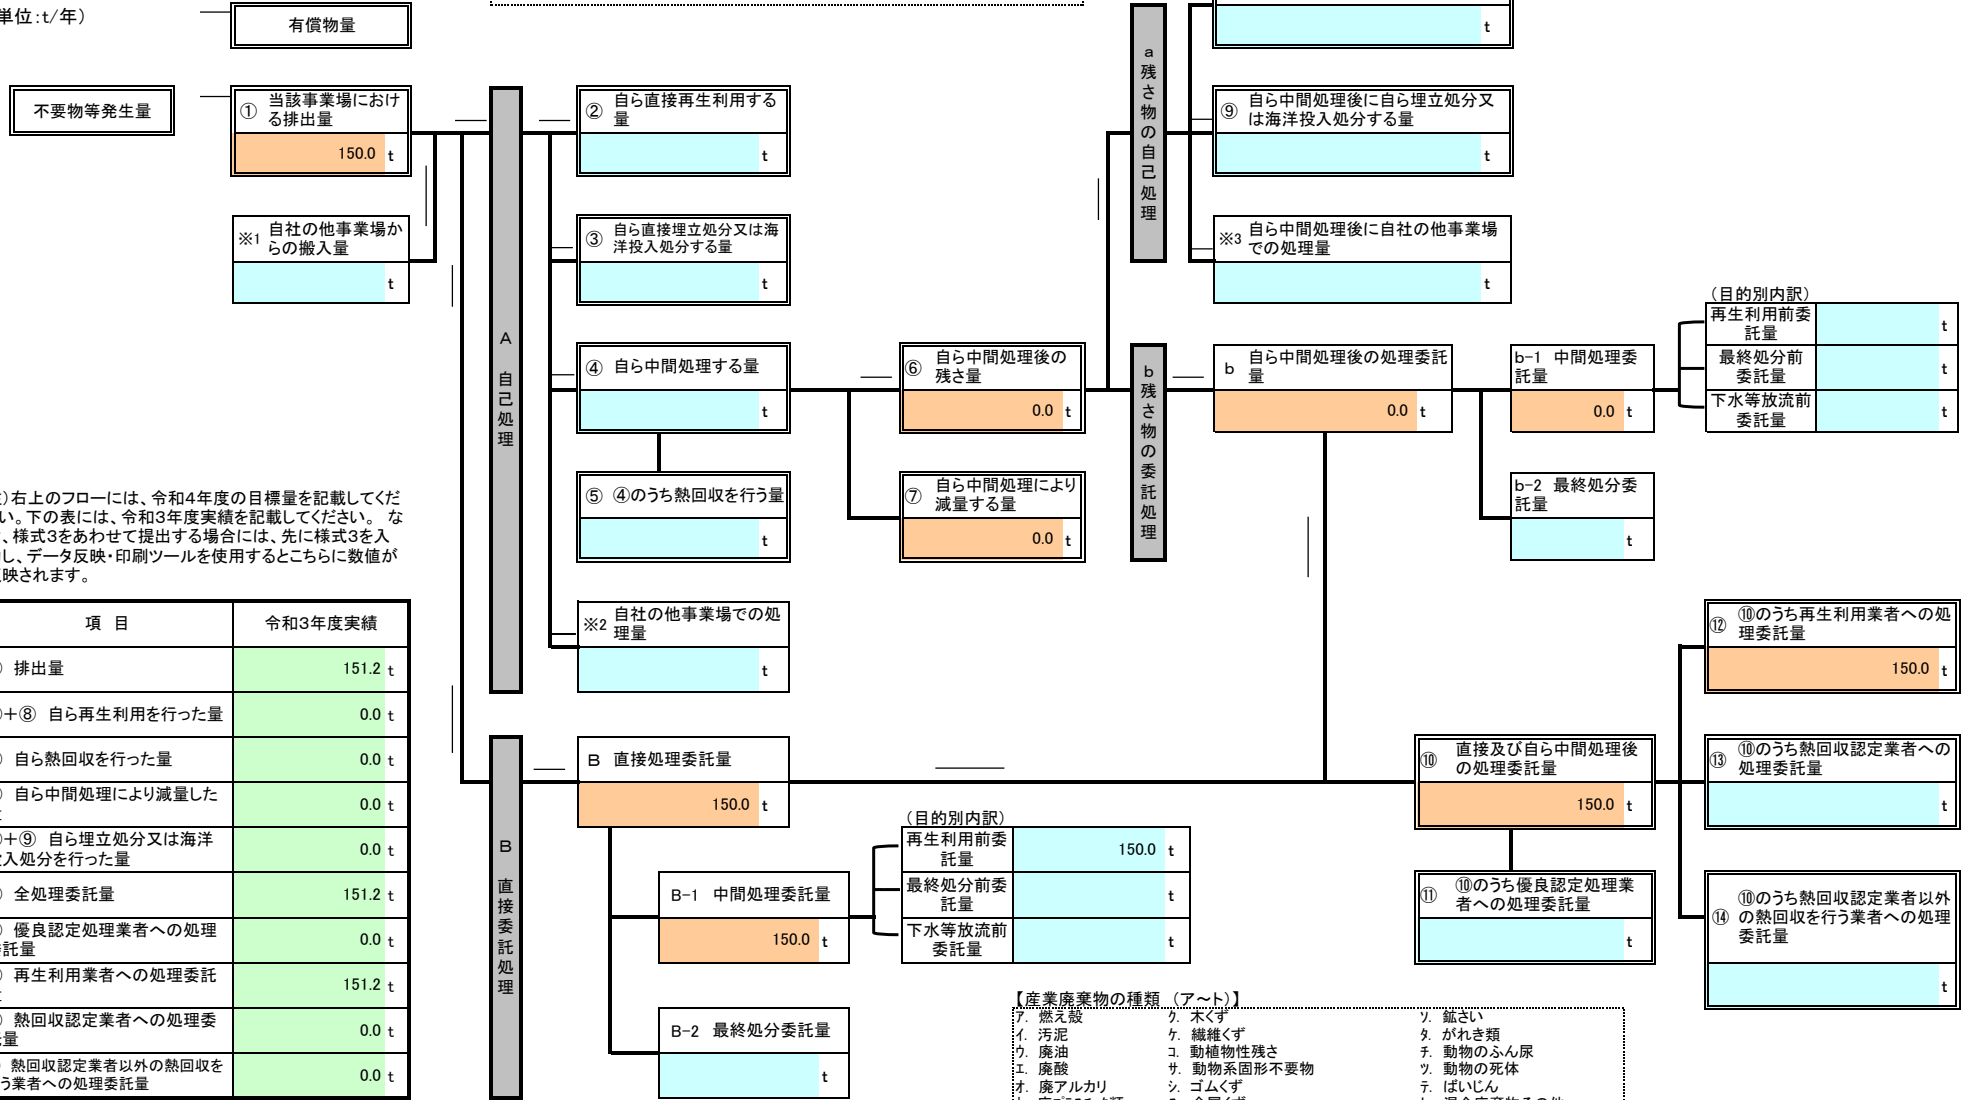 単位:t/年)
有償物量
不要物等発生量
① 当該事業場におけ
る排出量
150.0 t
※1 自社の他事業場か
らの搬入量
t
A 自己処理
② 自ら直接再生利用する
量
t
③ 自ら直接埋立処分又は海
洋投入処分する量
t
④ 自ら中間処理する量
t
⑤ ④のうち熱回収を行う量
t
※2 自社の他事業場での処
理量
t
⑥ 自ら中間処理後の
残さ量
0.0 t
⑦ 自ら中間処理により
減量する量
0.0 t
a 残さ物の自己処理
t
⑨ 自ら中間処理後に自ら埋立処分又
は海洋投入処分する量
t
※3 自ら中間処理後に自社の他事業場
での処理量
t
b 残さ物の委託処理
b 自ら中間処理後の処理委託
量
0.0 t
b-1 中間処理委
託量
0.0 t
(目的別内訳)
再生利用前委
託量
t
最終処分前
委託量
t
下水等放流前
委託量
t
b-2 最終処分委
託量
t
)右上のフローには、令和4年度の目標量を記載してくだ
い。下の表には、令和3年度実績を記載してください。 な
、様式3をあわせて提出する場合には、先に様式3を入
し、データ反映・印刷ツールを使用するとこちらに数値が
映されます。
項 目 令和3年度実績
) 排出量 151.2 t
)+⑧ 自ら再生利用を行った量 0.0 t
) 自ら熱回収を行った量 0.0 t
) 自ら中間処理により減量した
0.0 t
)+⑨ 自ら埋立処分又は海洋
入処分を行った量 0.0 t
) 全処理委託量 151.2 t
) 優良認定処理業者への処理
託量 0.0 t
) 再生利用業者への処理委託
151.2 t
) 熱回収認定業者への処理委
量 0.0 t
熱回収認定業者以外の熱回収を
う業者への処理委託量 0.0 t
B 直接委託処理
B 直接処理委託量
150.0 t
B-1 中間処理委託量
150.0 t
(目的別内訳)
再生利用前委
託量
150.0 t
最終処分前委
託量
t
下水等放流前
委託量
t
B-2 最終処分委託量
t
⑩ 直接及び自ら中間処理後
の処理委託量
150.0 t
⑪ ⑩のうち優良認定処理業
者への処理委託量
t
⑫ ⑩のうち再生利用業者への処
理委託量
150.0 t
⑬ ⑩のうち熱回収認定業者への
処理委託量
t
⑭ ⑩のうち熱回収認定業者以外
の熱回収を行う業者への処理
委託量
t
【産業廃棄物の種類 (ア~ト)】
ア. 燃え殻 ク. 木くず ソ. 鉱さい
イ. 汚泥 ケ. 繊維くず タ. がれき類
ウ. 廃油 コ. 動植物性残さ チ. 動物のふん尿
エ. 廃酸 サ. 動物系固形不要物 ツ. 動物の死体
オ. 廃アルカリ シ. ゴムくず テ. ばいじん